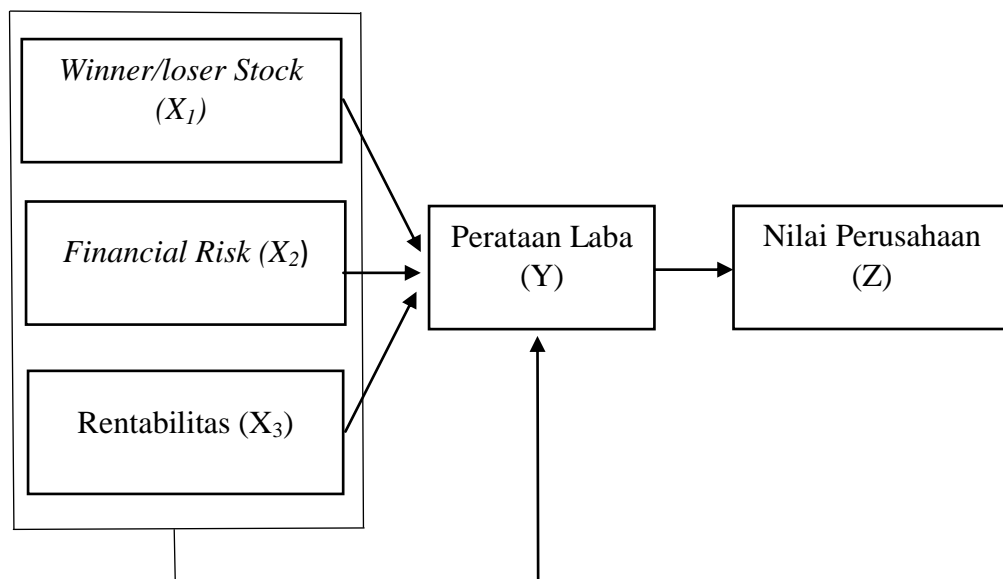 Winner/loser Stock
(X₁)
Financial Risk (X₂)
Rentabilitas (X₃)
Perataan Laba
(Y)
Nilai Perusahaan
(Z)